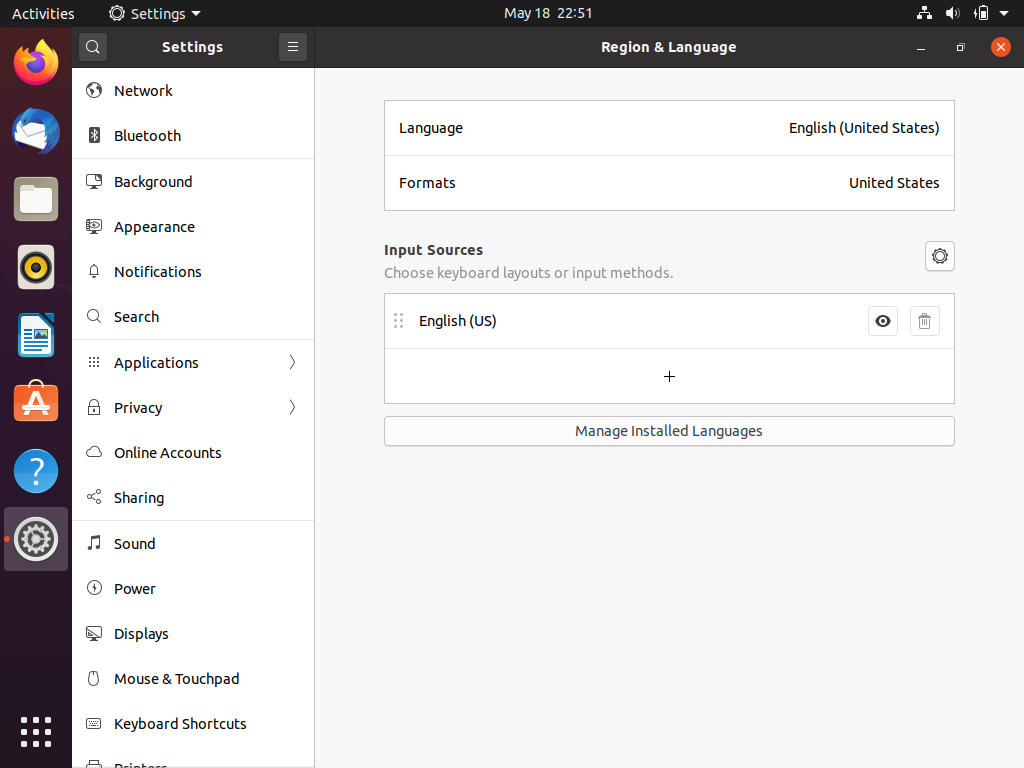 Activities Settings May 18 22:51
Settings Region & Language
Network
Bluetooth
Background
Appearance
Notifications
Search
Applications
Privacy
Online Accounts
Sharing
Sound
Power
Displays
Mouse & Touchpad
Keyboard Shortcuts
Printers
Language English (United States)
Formats United States
Input Sources
Choose keyboard layouts or input methods.
English (US)
Manage Installed Languages